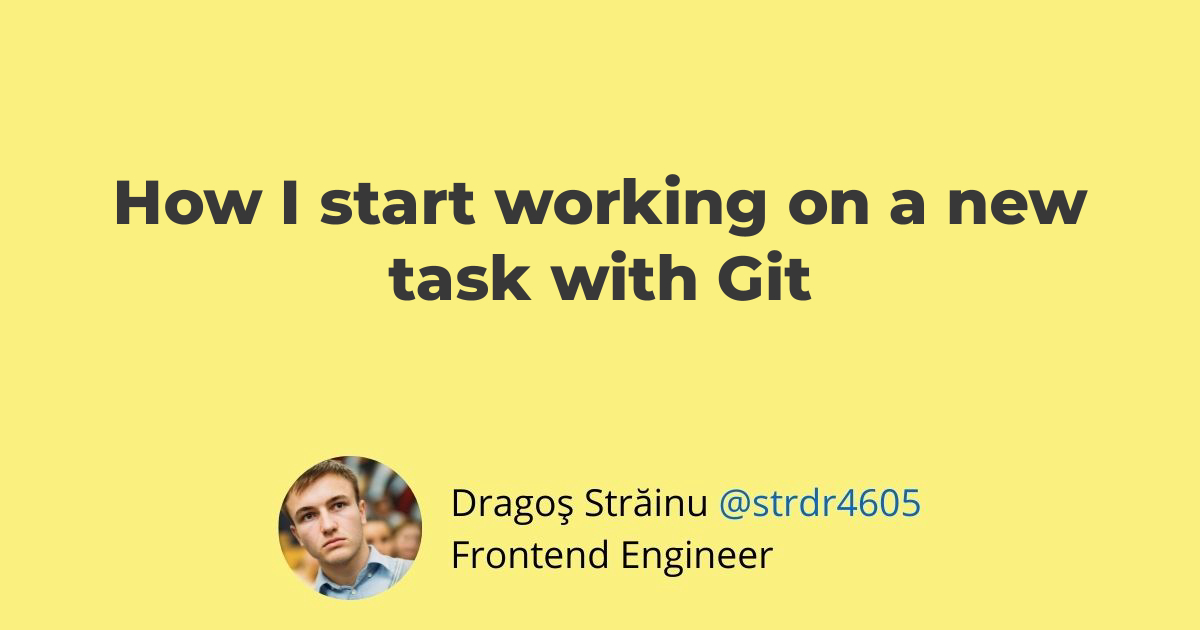 How I start working on a new
task with Git
Dragoş Străinu @strdr4605
Frontend Engineer